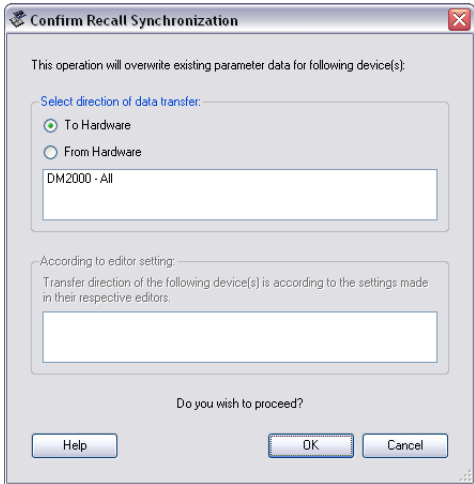 Confirm Recall Synchronization
This operation will overwrite existing parameter data for following device(s):
Select direction of data transfer:
To Hardware
From Hardware
DM2000 - All
According to editor setting:
Transfer direction of the following device(s) is according to the settings made
in their respective editors.
Do you wish to proceed?
Help
OK
Cancel